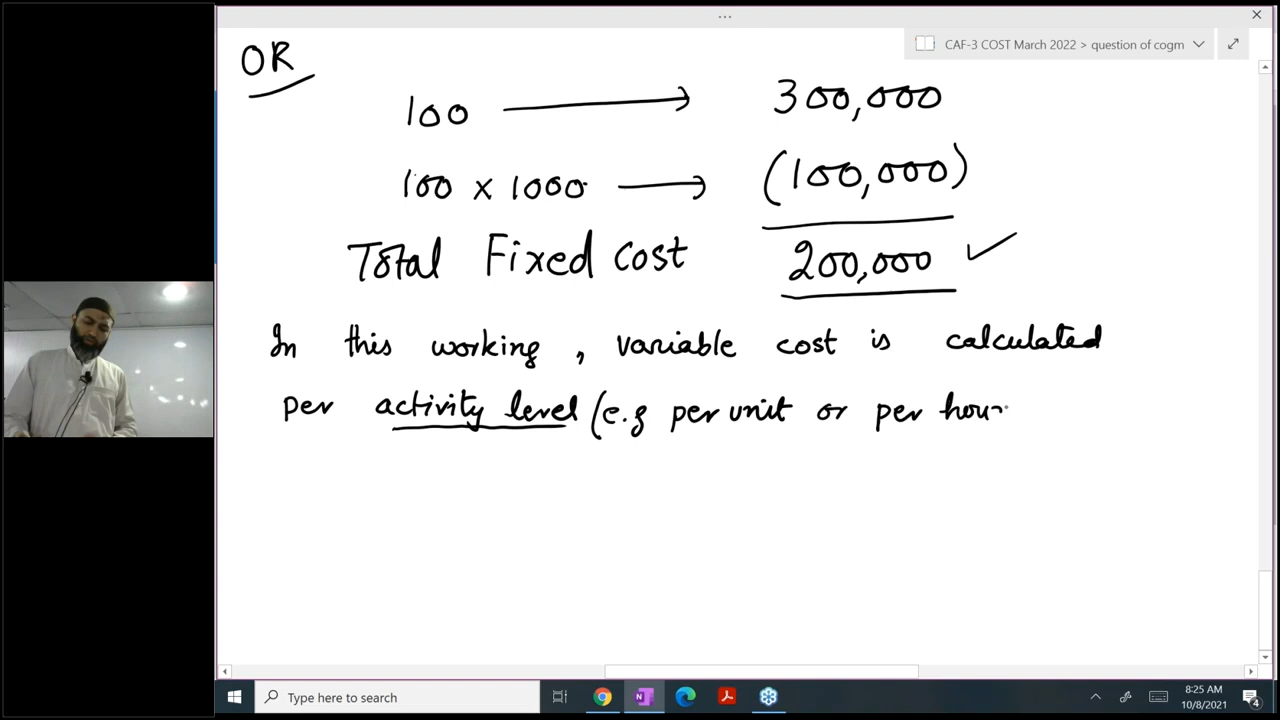 CAF-3 COST March 2022 > question of cogm
OR
100 → 300,000
100 x 1000 → (100,000)
Total Fixed cost 200,000 ✓
In this working, variable cost is calculated
per activity level (e.g per unit or per hour
Type here to search
8:25 AM
10/8/2021
4